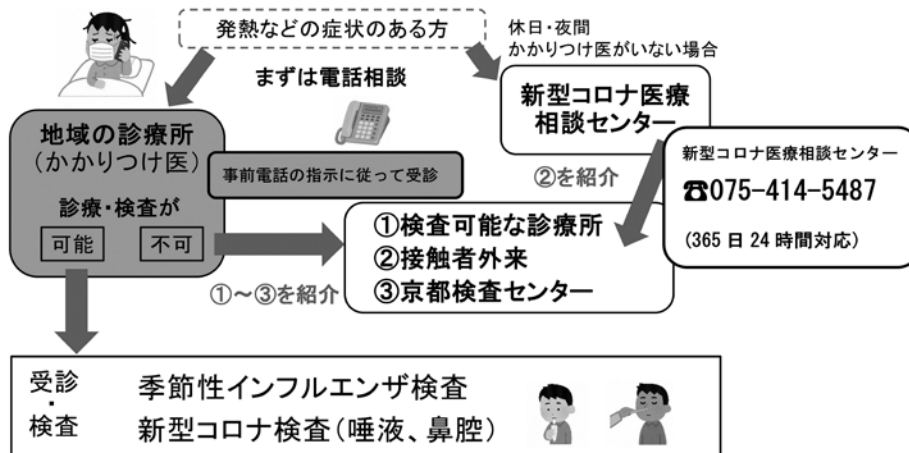 発熱などの症状のある方
休日・夜間
かかりつけ医がいない場合
まずは電話相談
新型コロナ医療
相談センター
地域の診療所
(かかりつけ医)
事前電話の指示に従って受診
診療・検査が
可能 不可
②を紹介
新型コロナ医療相談センター
☎075-414-5487
(365日24時間対応)
①検査可能な診療所
②接触者外来
③京都検査センター
①～③を紹介
受診・検査
季節性インフルエンザ検査
新型コロナ検査(唾液、鼻腔)